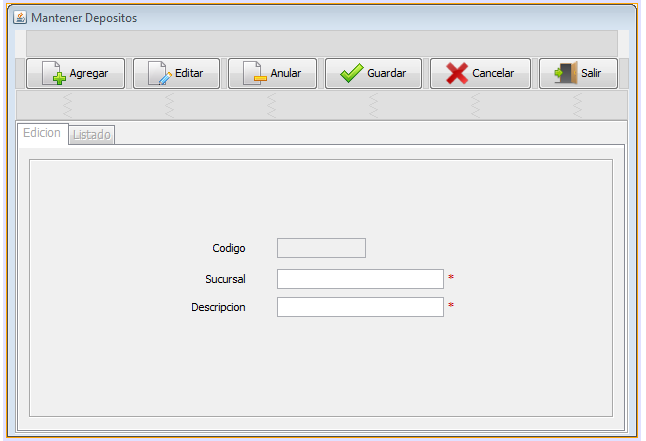 Mantener Depositos
Agregar Editar Anular Guardar Cancelar Salir
Edicion Listado
Codigo
Sucursal *
Descripcion *